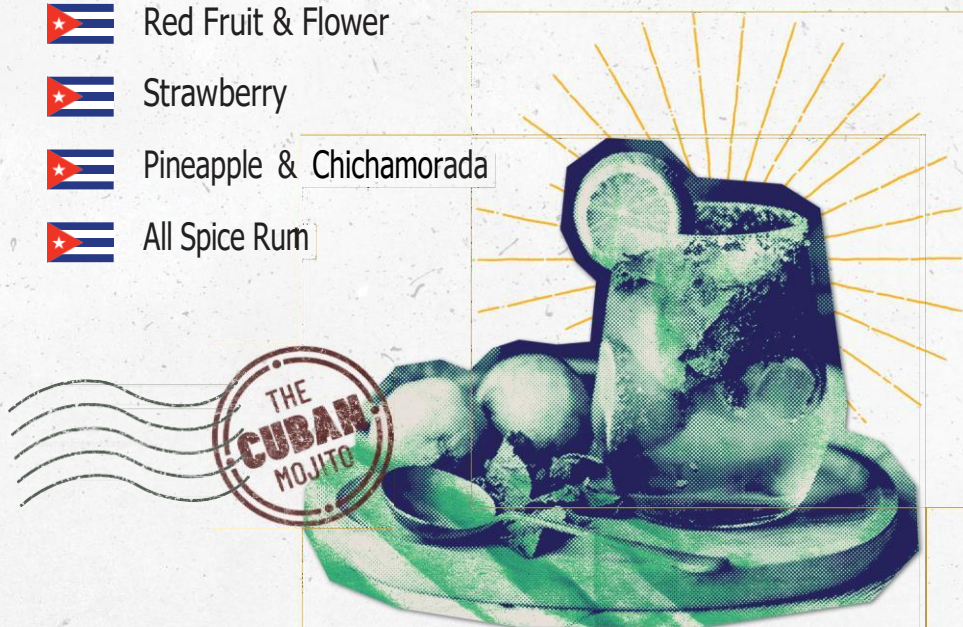 Red Fruit & Flower
Strawberry
Pineapple & Chichamorada
All Spice Rum
THE
CUBAN
MOJITO